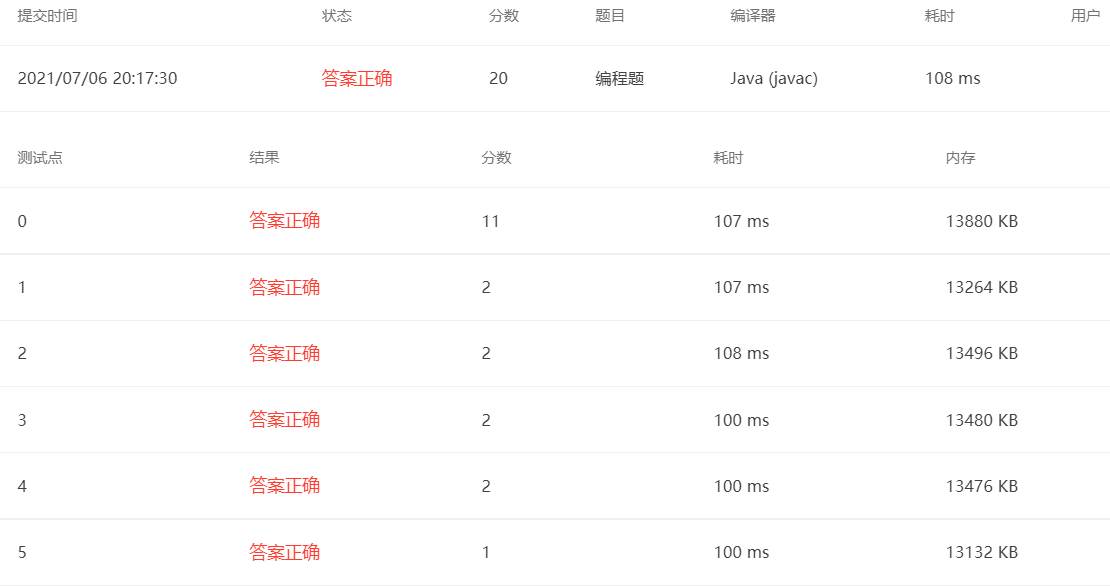 提交时间 状态 分数 题目 编译器 耗时 用户
2021/07/06 20:17:30 答案正确 20 编程题 Java (javac) 108 ms
测试点 结果 分数 耗时 内存
0 答案正确 11 107 ms 13880 KB
1 答案正确 2 107 ms 13264 KB
2 答案正确 2 108 ms 13496 KB
3 答案正确 2 100 ms 13480 KB
4 答案正确 2 100 ms 13476 KB
5 答案正确 1 100 ms 13132 KB